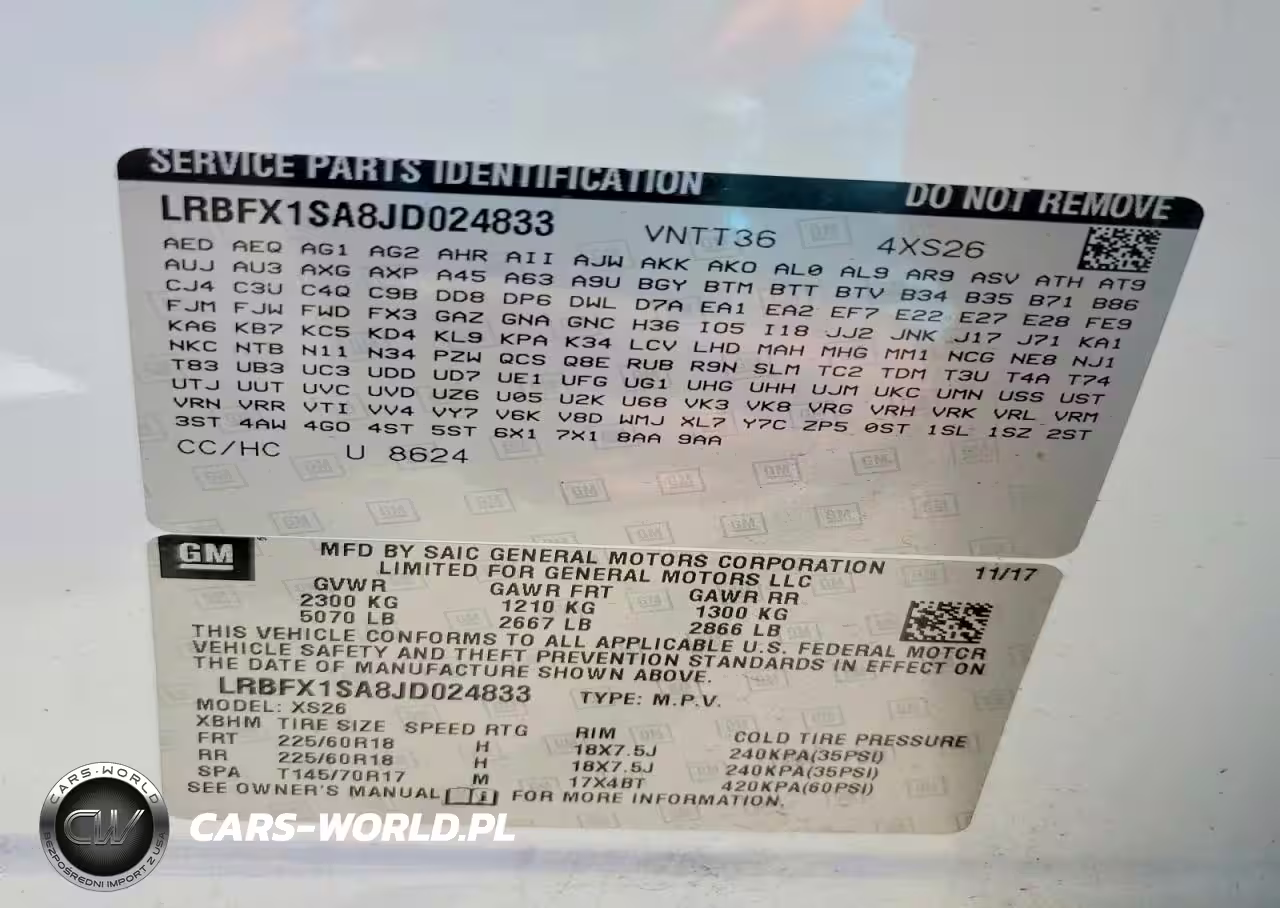 SERVICE PARTS IDENTIFICATION DO NOT REMOVE
LRBFX1SA8JD024833 VNTT36 4XS26
AED AEQ AG1 AG2 AHR AII AJW AKK AKO AL0 AL9 AR9 ASV ATH AT9
AUJ AU3 AXG AXP A45 A63 A9U BGY BTM BTT BTV B34 B35 B71 B86
CJ4 C3U C4Q C9B DD8 DP6 DWL D7A EA1 EA2 EF7 E22 E27 E28 FE9
FJM FJW FWD FX3 GAZ GNA GNC H36 IO5 I18 JJ2 JNK J17 J71 KA1
KA6 KB7 KC5 KD4 KL9 KPA K34 LCV LHD MAH MHG MM1 NCG NE8 NJ1
NKC NTB N11 N34 PZW QCS Q8E RUB R9N SLM TC2 TDM T3U T4A T74
T83 UB3 UC3 UDD UD7 UE1 UFG UG1 UHG UHH UJM UKC UMN USS UST
UTJ UUT UVC UVD UZ6 U05 U2K U68 VK3 VK8 VRG VRH VRK VRL VRM
VRN VRR VTI VV4 VY7 V6K V8D WMJ XL7 Y7C ZP5 0ST 1SL 1SZ 2ST
3ST 4AW 4GO 4ST 5ST 6X1 7X1 8AA 9AA
CC/HC U 8624
GM
MFD BY SAIC GENERAL MOTORS CORPORATION
LIMITED FOR GENERAL MOTORS LLC 11/17
GVWR GAWR FRT GAWR RR
2300 KG 1210 KG 1300 KG
5070 LB 2667 LB 2866 LB
THIS VEHICLE CONFORMS TO ALL APPLICABLE U.S. FEDERAL MOTOR
VEHICLE SAFETY AND THEFT PREVENTION STANDARDS IN EFFECT ON
THE DATE OF MANUFACTURE SHOWN ABOVE.
LRBFX1SA8JD024833 TYPE: M.P.V.
MODEL: XS26
XBHM TIRE SIZE SPEED RTG RIM COLD TIRE PRESSURE
FRT 225/60R18 H 18X7.5J 240KPA(35PSI)
RR 225/60R18 H 18X7.5J 240KPA(35PSI)
SPA T145/70R17 M 17X4BT 420KPA(60PSI)
SEE OWNER'S MANUAL FOR MORE INFORMATION.
CARS-WORLD
CW
BEZPOŚREDNI IMPORT Z USA
CARS-WORLD.PL